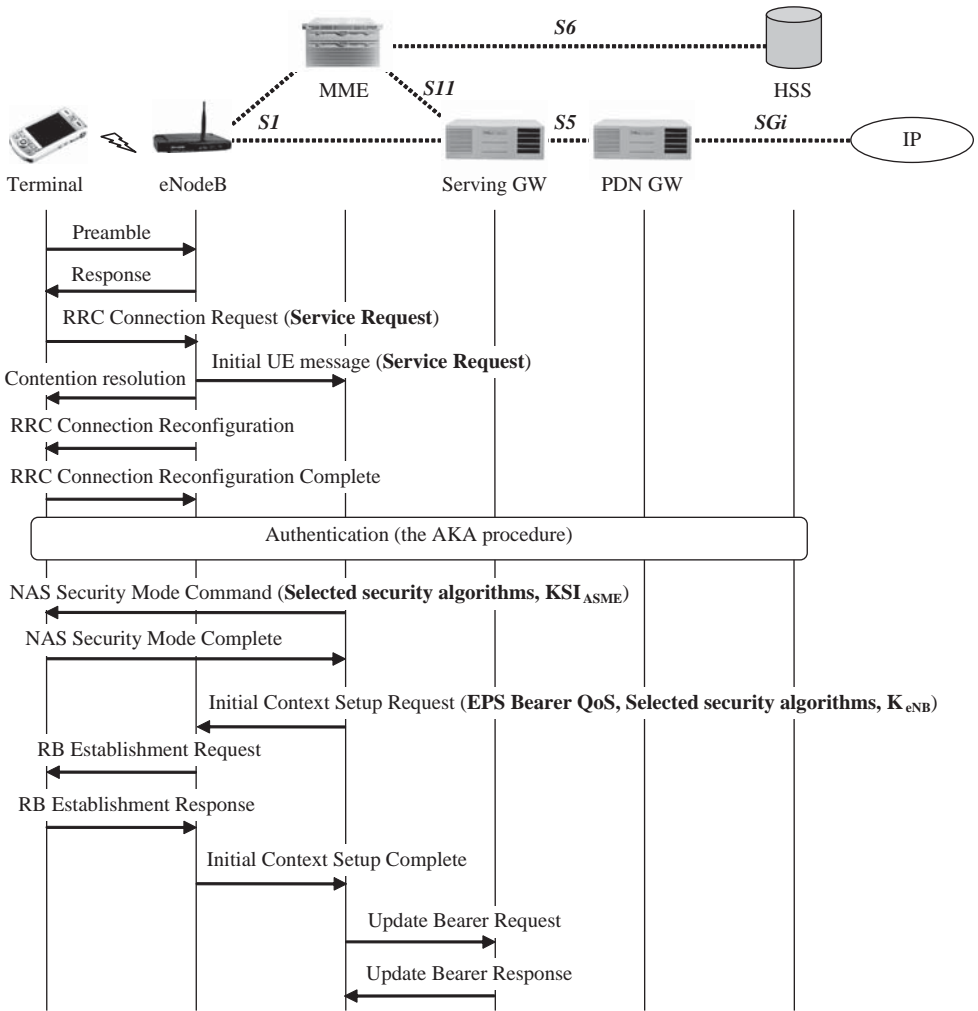 S6
MME
HSS
S11
S1
S5
SGi
IP
Terminal
eNodeB
Serving GW
PDN GW
Preamble
Response
RRC Connection Request (Service Request)
Initial UE message (Service Request)
Contention resolution
RRC Connection Reconfiguration
RRC Connection Reconfiguration Complete
Authentication (the AKA procedure)
NAS Security Mode Command (Selected security algorithms, KSI ASME)
NAS Security Mode Complete
Initial Context Setup Request (EPS Bearer QoS, Selected security algorithms, K eNB)
RB Establishment Request
RB Establishment Response
Initial Context Setup Complete
Update Bearer Request
Update Bearer Response